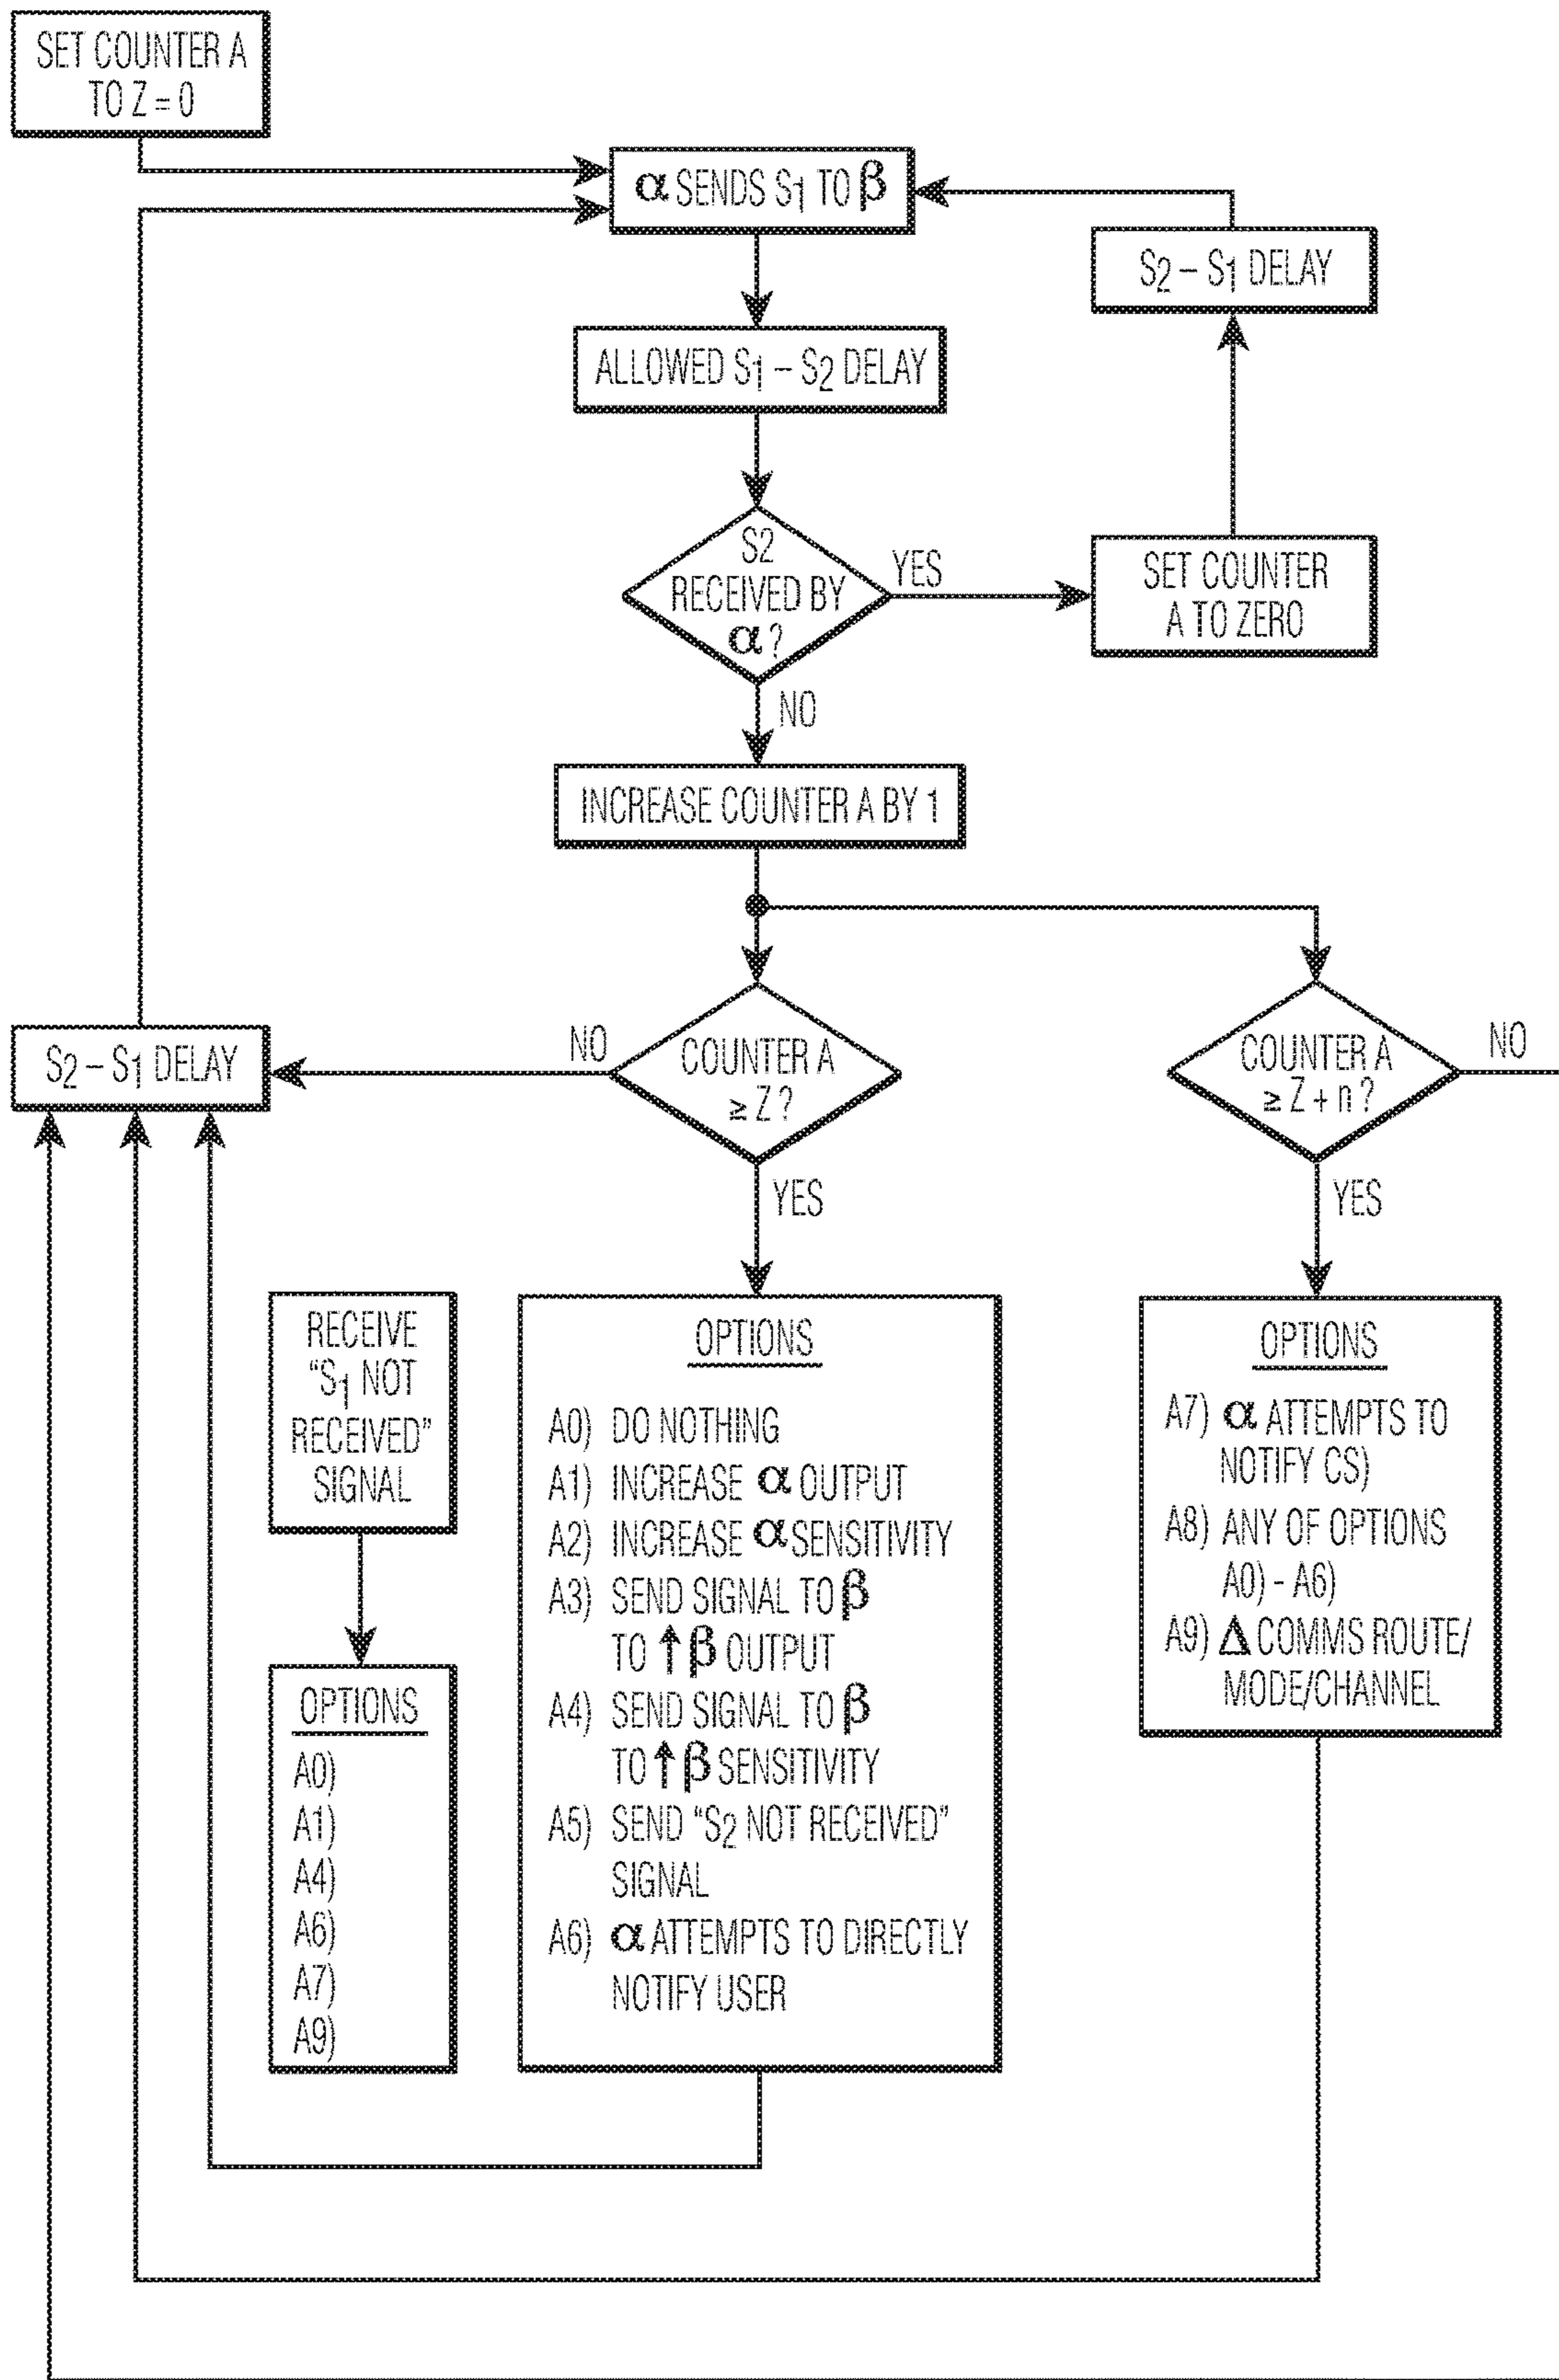 SET COUNTER A
TO Z = 0
α SENDS S1 TO β
S2 – S1 DELAY
ALLOWED S1 – S2 DELAY
S2
RECEIVED BY
α?
YES
SET COUNTER
A TO ZERO
NO
INCREASE COUNTER A BY 1
S2 – S1 DELAY
NO
COUNTER A
≥ Z?
COUNTER A
≥ Z + n?
NO
YES
YES
RECEIVE
“S1 NOT
RECEIVED”
SIGNAL
OPTIONS
A0)
A1)
A4)
A6)
A7)
A9)
OPTIONS
A0) DO NOTHING
A1) INCREASE α OUTPUT
A2) INCREASE α SENSITIVITY
A3) SEND SIGNAL TO β
TO ↑ β OUTPUT
A4) SEND SIGNAL TO β
TO ↑ β SENSITIVITY
A5) SEND “S2 NOT RECEIVED”
SIGNAL
A6) α ATTEMPTS TO DIRECTLY
NOTIFY USER
OPTIONS
A7) α ATTEMPTS TO
NOTIFY CS)
A8) ANY OF OPTIONS
A0) - A6)
A9) Δ COMMS ROUTE/
MODE/CHANNEL